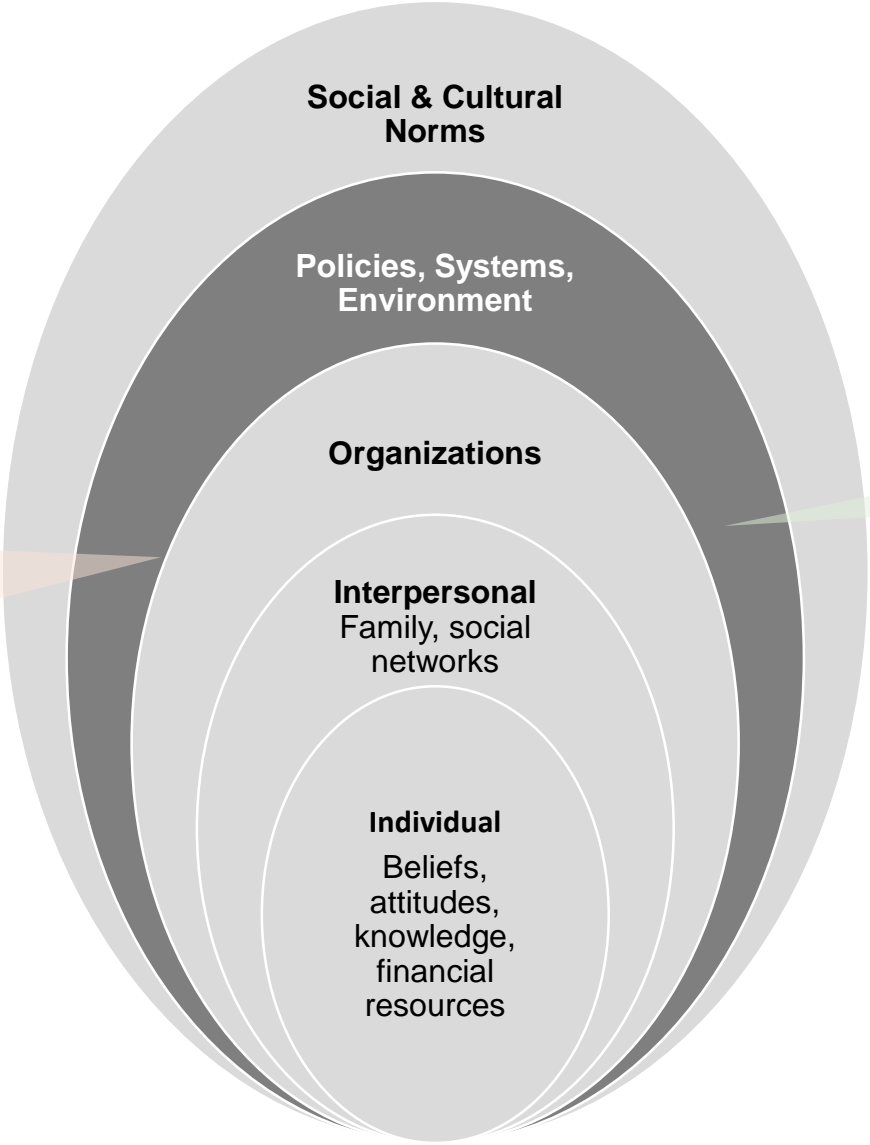 Social & Cultural
Norms
Policies, Systems,
Environment
Organizations
Interpersonal
Family, social
networks
Individual
Beliefs,
attitudes,
knowledge,
financial
resources